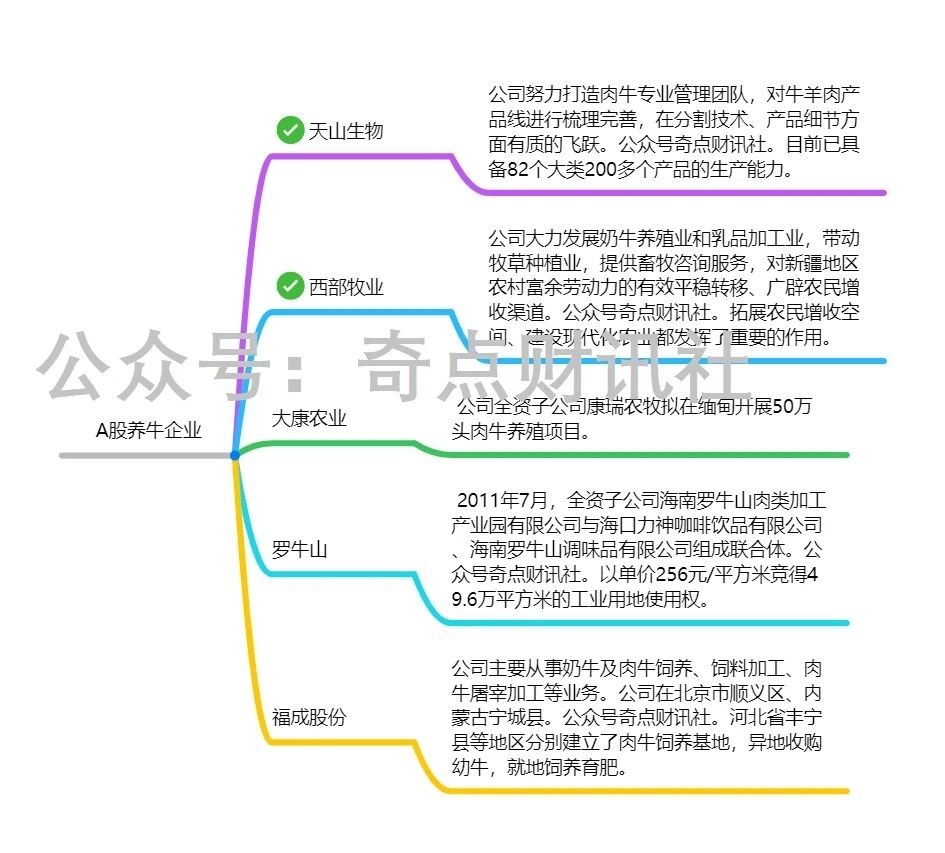 天山生物
公司努力打造肉牛专业管理团队，对牛羊肉产
品线进行梳理完善，在分割技术、产品细节方
面有质的飞跃。公众号奇点财讯社。目前已具
备82个大类200多个产品的生产能力。
西部牧业
公司大力发展奶牛养殖业和乳品加工业，带动
牧草种植业，提供畜牧咨询服务，对新疆地区
农村富余劳动力的有效平稳转移、广辟农民增
收渠道。公众号奇点财讯社。拓展农民增收空
间、建设现代化农业都发挥了重要的作用。
公众号：奇点财讯社
A股养牛企业
大康农业
公司全资子公司康瑞农牧拟在缅甸开展50万
头肉牛养殖项目。
罗牛山
2011年7月，全资子公司海南罗牛山肉类加工
产业园有限公司与海口力神咖啡饮品有限公司
、海南罗牛山调味品有限公司组成联合体。公
众号奇点财讯社。以单价256元/平方米竞得4
9.6万平方米的工业用地使用权。
福成股份
公司主要从事奶牛及肉牛饲养、饲料加工、肉
牛屠宰加工等业务。公司在北京市顺义区、内
蒙古宁城县。公众号奇点财讯社。河北省丰宁
县等地区分别建立了肉牛饲养基地，异地收购
幼牛，就地饲养育肥。